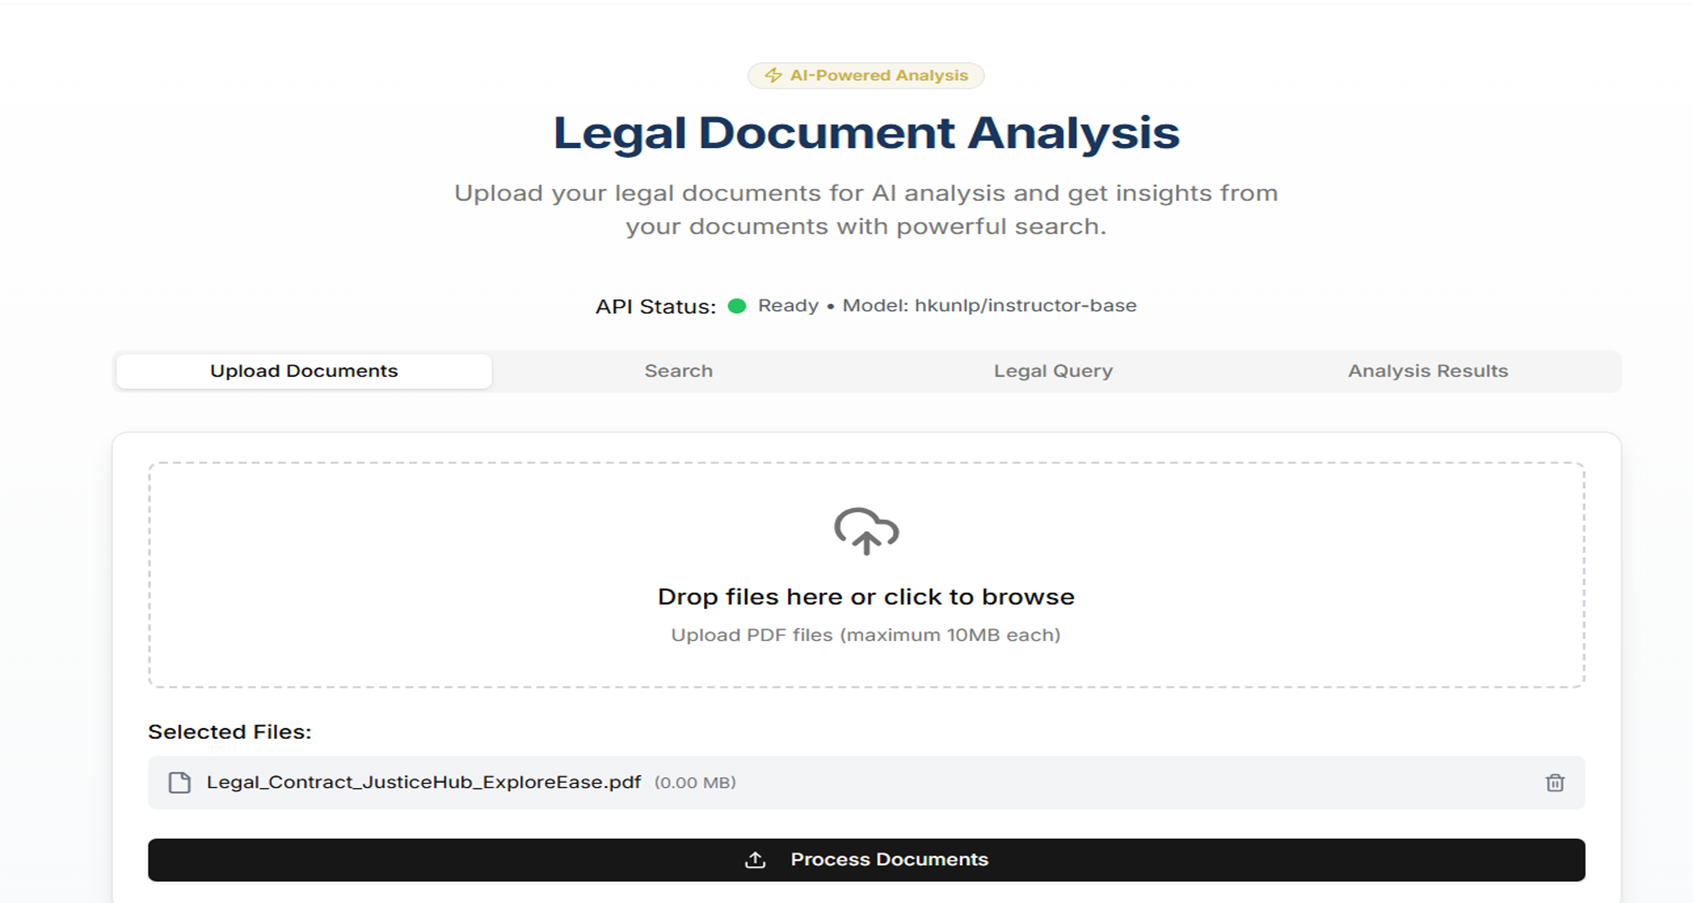 AI-Powered Analysis
Legal Document Analysis
Upload your legal documents for AI analysis and get insights from
your documents with powerful search.
API Status: Ready • Model: hkunlp/instructor-base
Upload Documents Search Legal Query Analysis Results
Drop files here or click to browse
Upload PDF files (maximum 10MB each)
Selected Files:
Legal_Contract_JusticeHub_ExploreEase.pdf (0.00 MB)
Process Documents